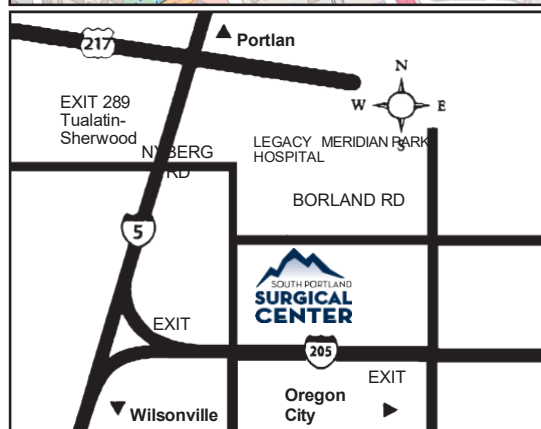 Portlan
217
N
W
E
S
EXIT 289
Tualatin-
Sherwood
LEGACY MERIDIAN PARK
HOSPITAL
NYBERG
RD
BORLAND RD
5
SOUTH PORTLAND
SURGICAL
CENTER
EXIT
205
EXIT
Oregon
City
Wilsonville